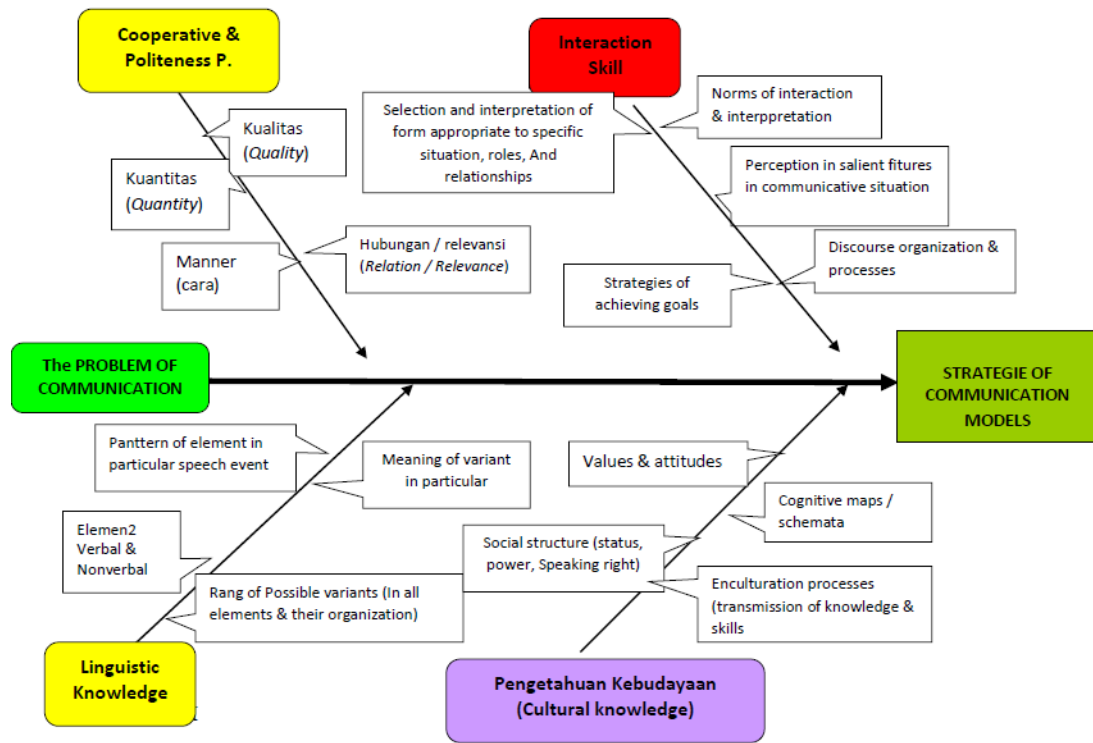 Cooperative &
Politeness P.
Interaction
Skill
Kualitas
(Quality)
Kuantitas
(Quantity)
Manner
(cara)
Hubungan / relevansi
(Relation / Relevance)
Selection and interpretation of
form appropriate to specific
situation, roles, And
relationships
Norms of interaction
& interppretation
Perception in salient fitures
in communicative situation
Discourse organization &
processes
Strategies of
achieving goals
The PROBLEM OF
COMMUNICATION
STRATEGIE OF
COMMUNICATION
MODELS
Panttern of element in
particular speech event
Meaning of variant
in particular
Elemen2
Verbal &
Nonverbal
Rang of Possible variants (In all
elements & their organization)
Values & attitudes
Cognitive maps /
schemata
Social structure (status,
power, Speaking right)
Enculturation processes
(transmission of knowledge &
skills
Linguistic
Knowledge
Pengetahuan Kebudayaan
(Cultural knowledge)